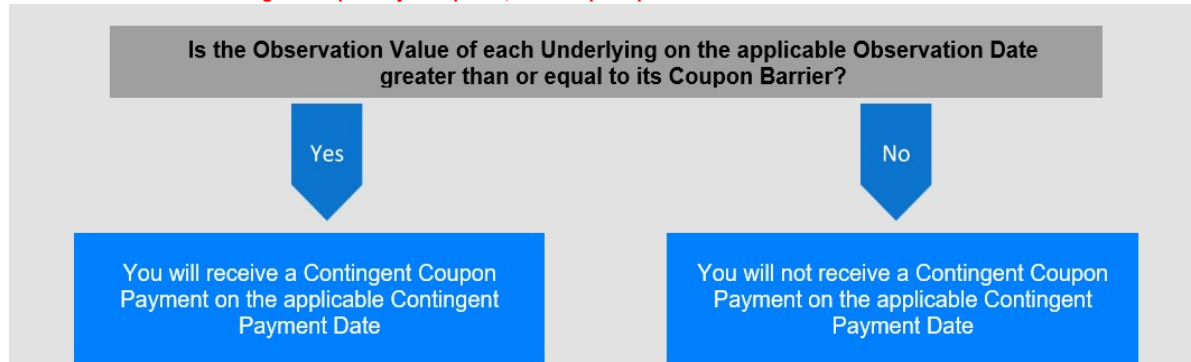 Is the Observation Value of each Underlying on the applicable Observation Date
greater than or equal to its Coupon Barrier?
Yes
No
You will receive a Contingent Coupon
Payment on the applicable Contingent
Payment Date
You will not receive a Contingent Coupon
Payment on the applicable Contingent
Payment Date